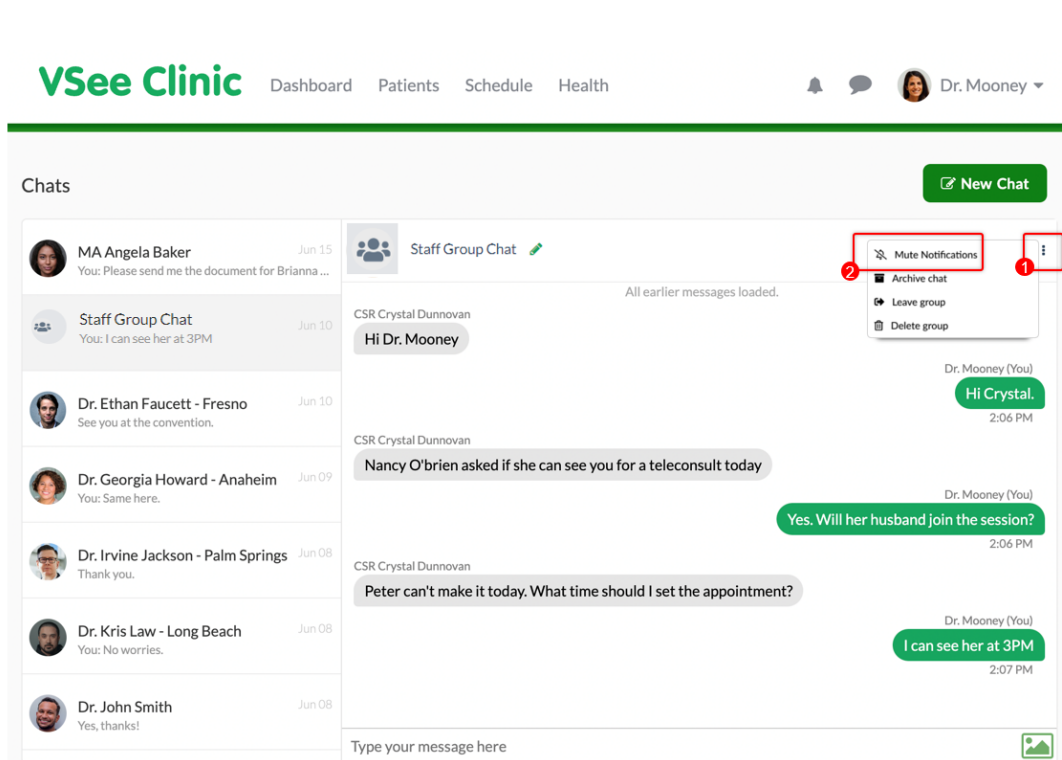 VSee Clinic Dashboard Patients Schedule Health Dr. Mooney
Chats
New Chat
MA Angela Baker Jun 15
You: Please send me the document for Brianna ...
Staff Group Chat Jun 10
You: I can see her at 3PM
Dr. Ethan Faucett - Fresno Jun 10
See you at the convention.
Dr. Georgia Howard - Anaheim Jun 09
You: Same here.
Dr. Irvine Jackson - Palm Springs Jun 08
Thank you.
Dr. Kris Law - Long Beach Jun 08
You: No worries.
Dr. John Smith Jun 08
Yes, thanks!
Staff Group Chat
1
2
Mute Notifications
Archive chat
Leave group
Delete group
All earlier messages loaded.
CSR Crystal Dunnovan
Hi Dr. Mooney
Dr. Mooney (You)
Hi Crystal.
2:06 PM
CSR Crystal Dunnovan
Nancy O'brien asked if she can see you for a teleconsult today
Dr. Mooney (You)
Yes. Will her husband join the session?
2:06 PM
CSR Crystal Dunnovan
Peter can't make it today. What time should I set the appointment?
Dr. Mooney (You)
I can see her at 3PM
2:07 PM
Type your message here